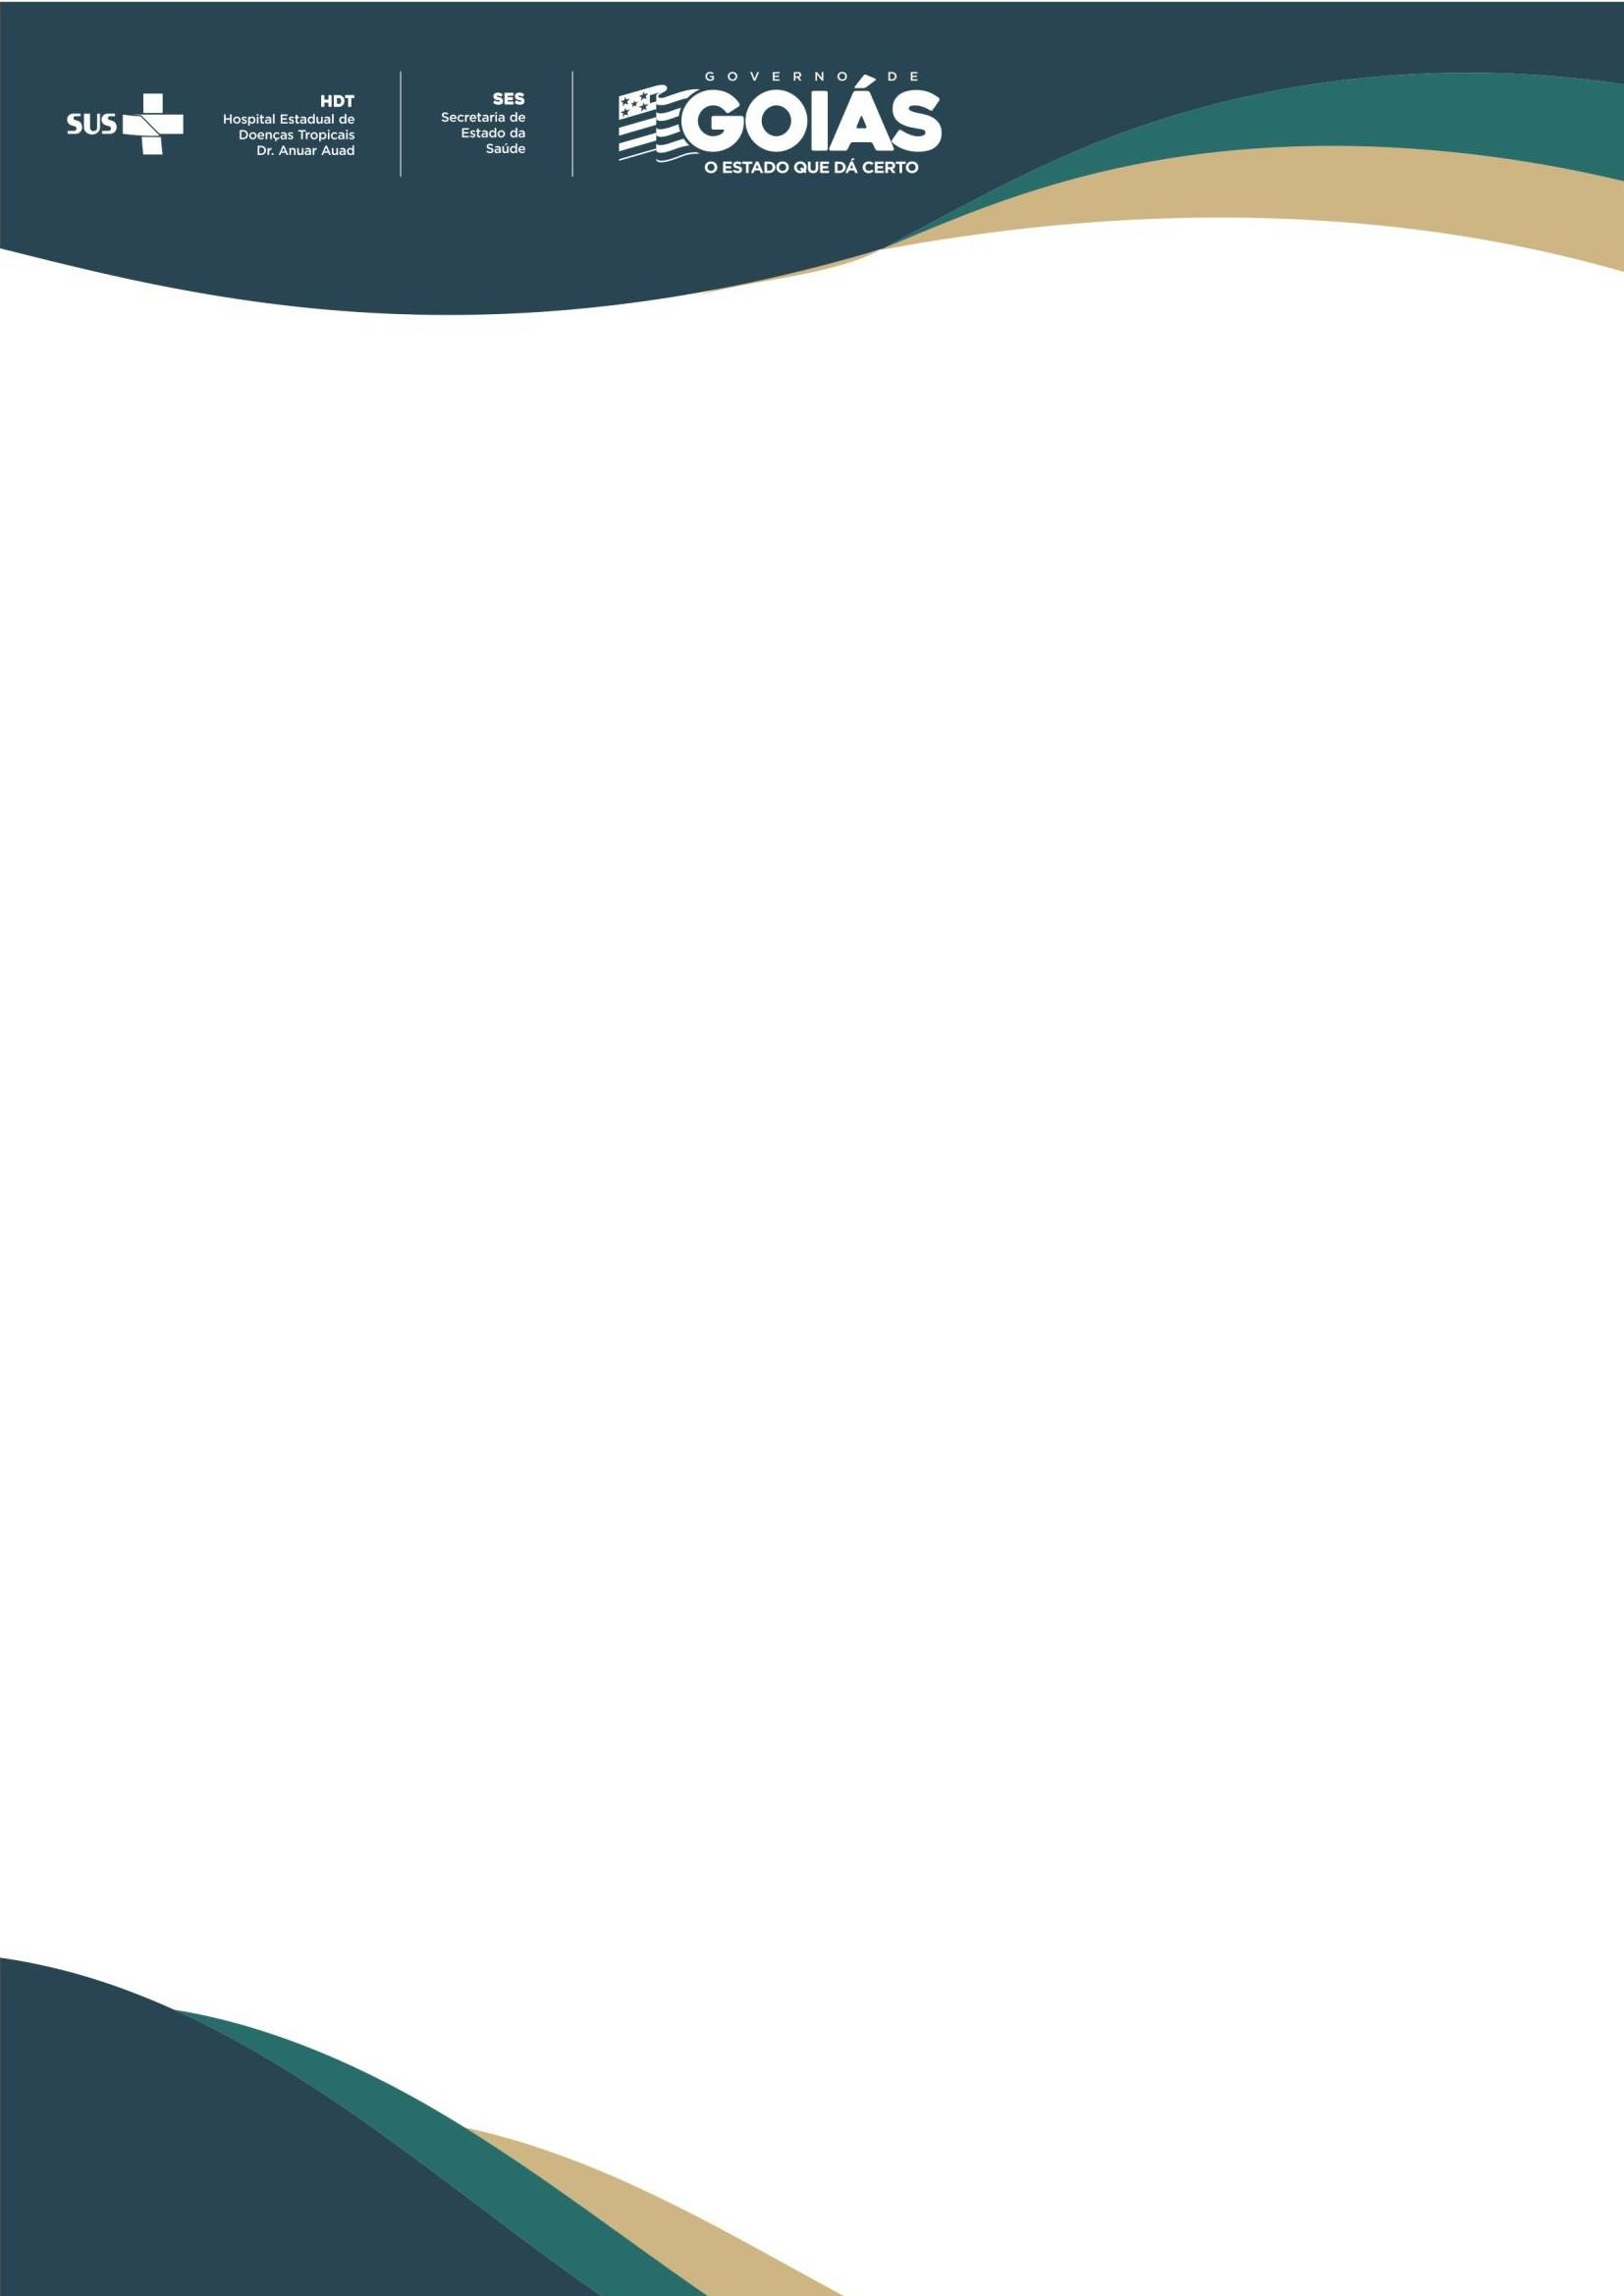 SUS
HDT
Hospital Estadual de
Doenças Tropicais
Dr. Anuar Auad
SES
Secretaria de
Estado da
Saúde
GOVERNO DE
GOIÁS
O ESTADO QUE DÁ CERTO